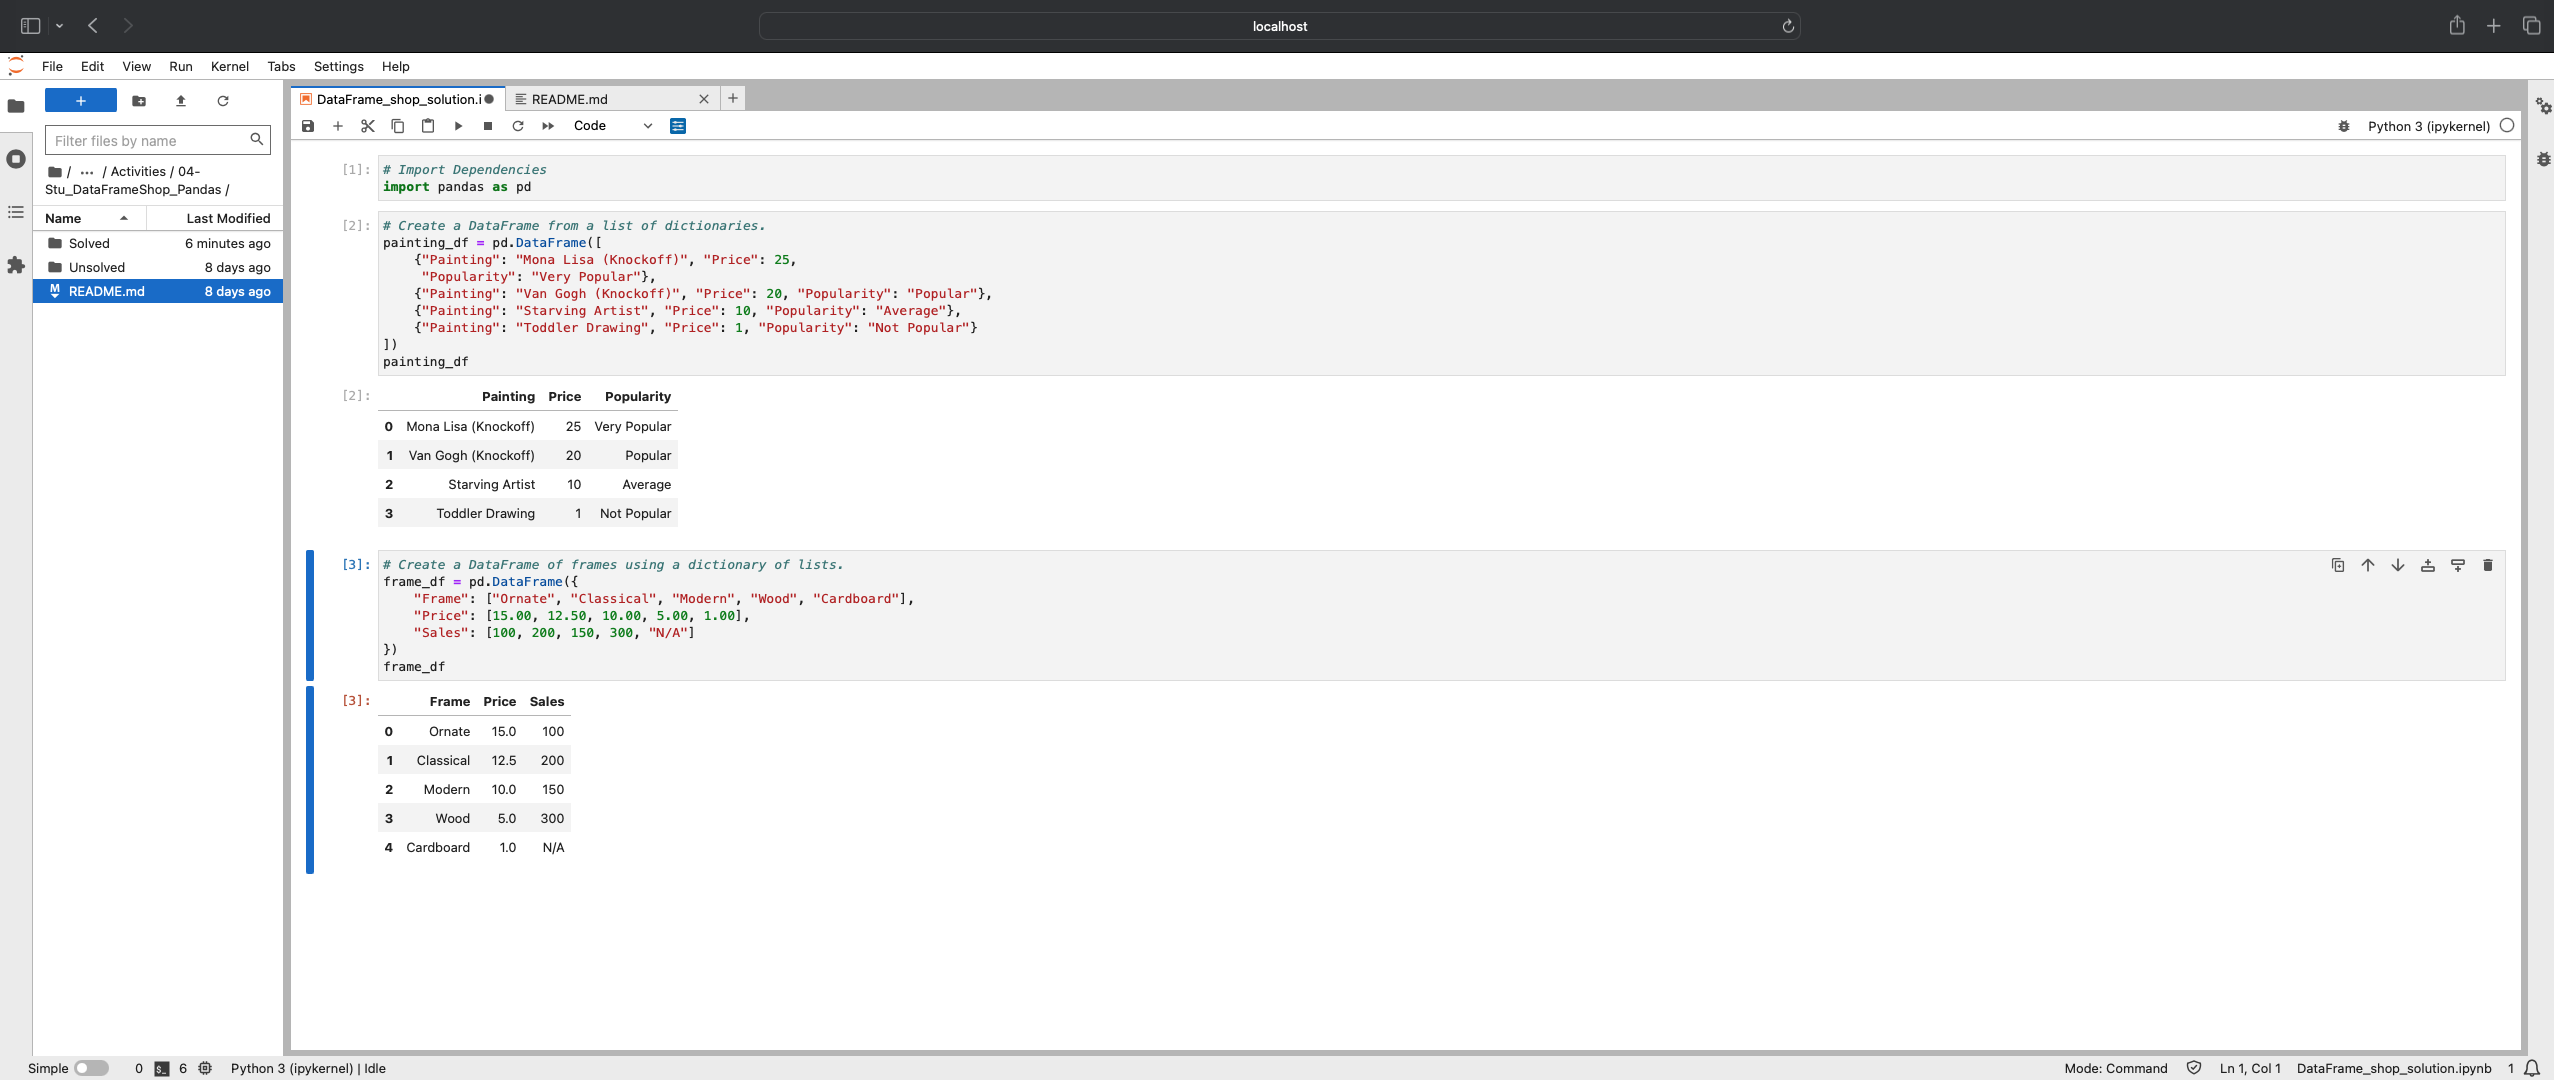 localhost
File Edit View Run Kernel Tabs Settings Help
Filter files by name
/ ··· / Activities / 04-
Stu_DataFrameShop_Pandas /
Name Last Modified
Solved 6 minutes ago
Unsolved 8 days ago
README.md 8 days ago
DataFrame_shop_solution.i README.md
Code Python 3 (ipykernel)
[1]: # Import Dependencies
import pandas as pd
[2]: # Create a DataFrame from a list of dictionaries.
painting_df = pd.DataFrame([
{"Painting": "Mona Lisa (Knockoff)", "Price": 25,
"Popularity": "Very Popular"},
{"Painting": "Van Gogh (Knockoff)", "Price": 20, "Popularity": "Popular"},
{"Painting": "Starving Artist", "Price": 10, "Popularity": "Average"},
{"Painting": "Toddler Drawing", "Price": 1, "Popularity": "Not Popular"}
])
painting_df
[2]: Painting Price Popularity
0 Mona Lisa (Knockoff) 25 Very Popular
1 Van Gogh (Knockoff) 20 Popular
2 Starving Artist 10 Average
3 Toddler Drawing 1 Not Popular
[3]: # Create a DataFrame of frames using a dictionary of lists.
frame_df = pd.DataFrame({
"Frame": ["Ornate", "Classical", "Modern", "Wood", "Cardboard"],
"Price": [15.00, 12.50, 10.00, 5.00, 1.00],
"Sales": [100, 200, 150, 300, "N/A"]
})
frame_df
[3]: Frame Price Sales
0 Ornate 15.0 100
1 Classical 12.5 200
2 Modern 10.0 150
3 Wood 5.0 300
4 Cardboard 1.0 N/A
Simple 0 6 Python 3 (ipykernel) | Idle Mode: Command Ln 1, Col 1 DataFrame_shop_solution.ipynb 1